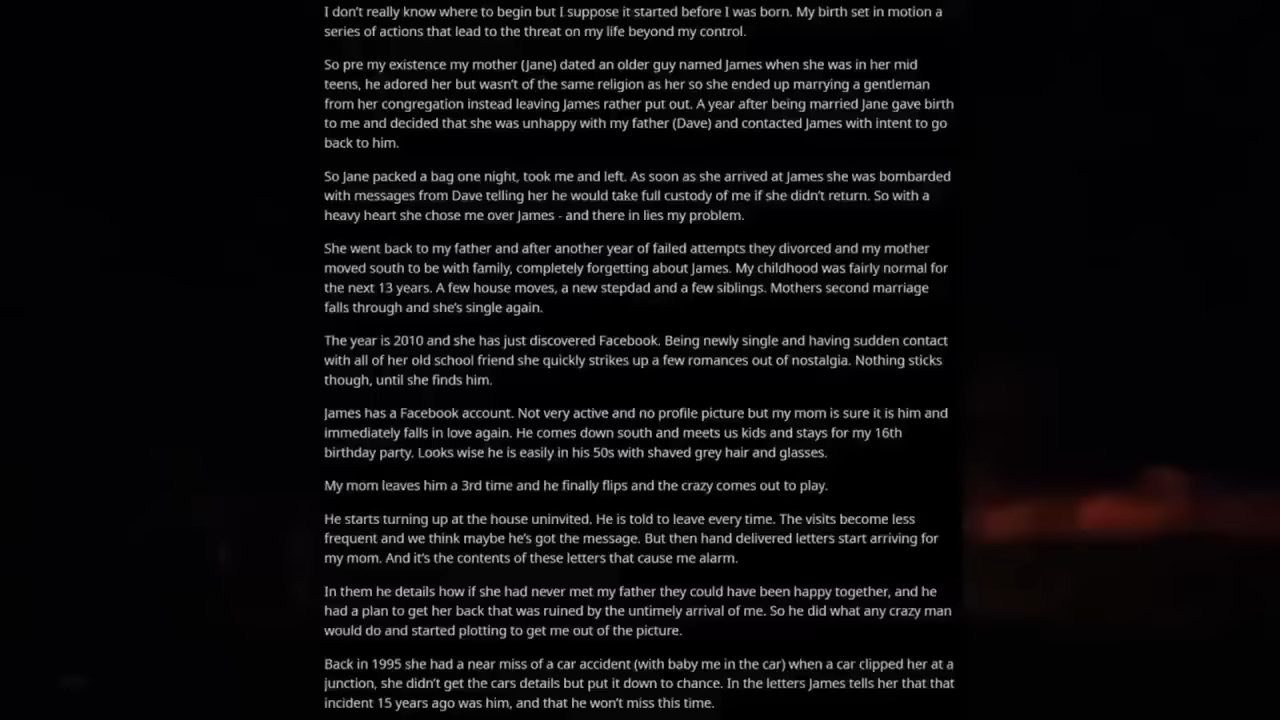 I don't really know where to begin but I suppose it started before I was born. My birth set in motion a
series of actions that lead to the threat on my life beyond my control.
So pre my existence my mother (Jane) dated an older guy named James when she was in her mid
teens, he adored her but wasn't of the same religion as her so she ended up marrying a gentleman
from her congregation instead leaving James rather put out. A year after being married Jane gave birth
to me and decided that she was unhappy with my father (Dave) and contacted James with intent to go
back to him.
So Jane packed a bag one night, took me and left. As soon as she arrived at James she was bombarded
with messages from Dave telling her he would take full custody of me if she didn't return. So with a
heavy heart she chose me over James - and there in lies my problem.
She went back to my father and after another year of failed attempts they divorced and my mother
moved south to be with family, completely forgetting about James. My childhood was fairly normal for
the next 13 years. A few house moves, a new stepdad and a few siblings. Mothers second marriage
falls through and she's single again.
The year is 2010 and she has just discovered Facebook. Being newly single and having sudden contact
with all of her old school friend she quickly strikes up a few romances out of nostalgia. Nothing sticks
though, until she finds him.
James has a Facebook account. Not very active and no profile picture but my mom is sure it is him and
immediately falls in love again. He comes down south and meets us kids and stays for my 16th
birthday party. Looks wise he is easily in his 50s with shaved grey hair and glasses.
My mom leaves him a 3rd time and he finally flips and the crazy comes out to play.
He starts turning up at the house uninvited. He is told to leave every time. The visits become less
frequent and we think maybe he's got the message. But then hand delivered letters start arriving for
my mom. And it's the contents of these letters that cause me alarm.
In them he details how if she had never met my father they could have been happy together, and he
had a plan to get her back that was ruined by the untimely arrival of me. So he did what any crazy man
would do and started plotting to get me out of the picture.
Back in 1995 she had a near miss of a car accident (with baby me in the car) when a car clipped her at a
junction, she didn't get the cars details but put it down to chance. In the letters James tells her that that
incident 15 years ago was him, and that he won't miss this time.